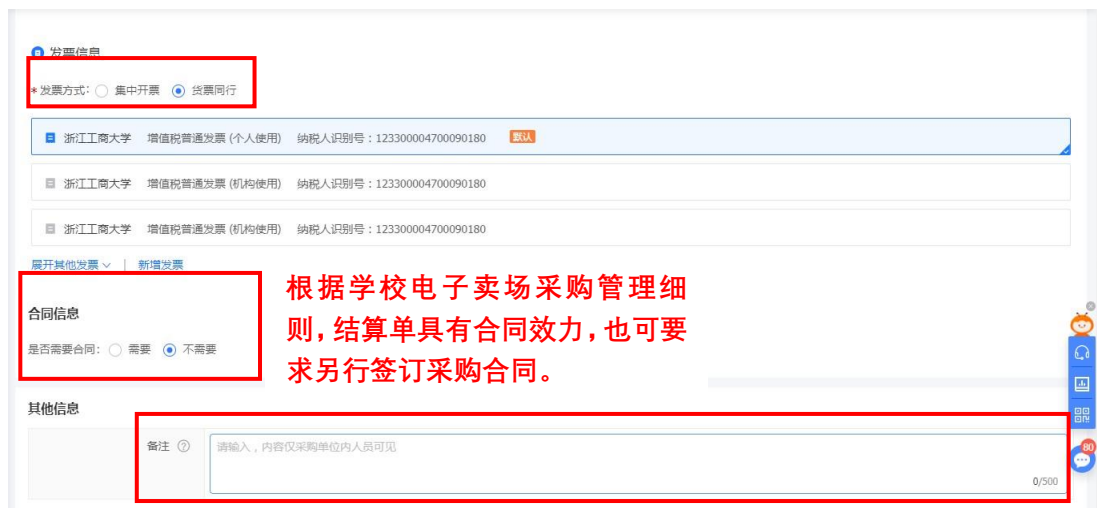 发票信息
*发票方式: 集中开票 货票同行
浙江工商大学 增值税普通发票 (个人使用) 纳税人识别号：123300004700090180 默认
浙江工商大学 增值税普通发票 (机构使用) 纳税人识别号：123300004700090180
浙江工商大学 增值税普通发票 (机构使用) 纳税人识别号：123300004700090180
展开其他发票 | 新增发票
根据学校电子卖场采购管理细
则,结算单具有合同效力,也可要
求另行签订采购合同。
合同信息
是否需要合同: 需要 不需要
其他信息
备注 ?
请输入，内容仅采购单位内人员可见
0/500
80